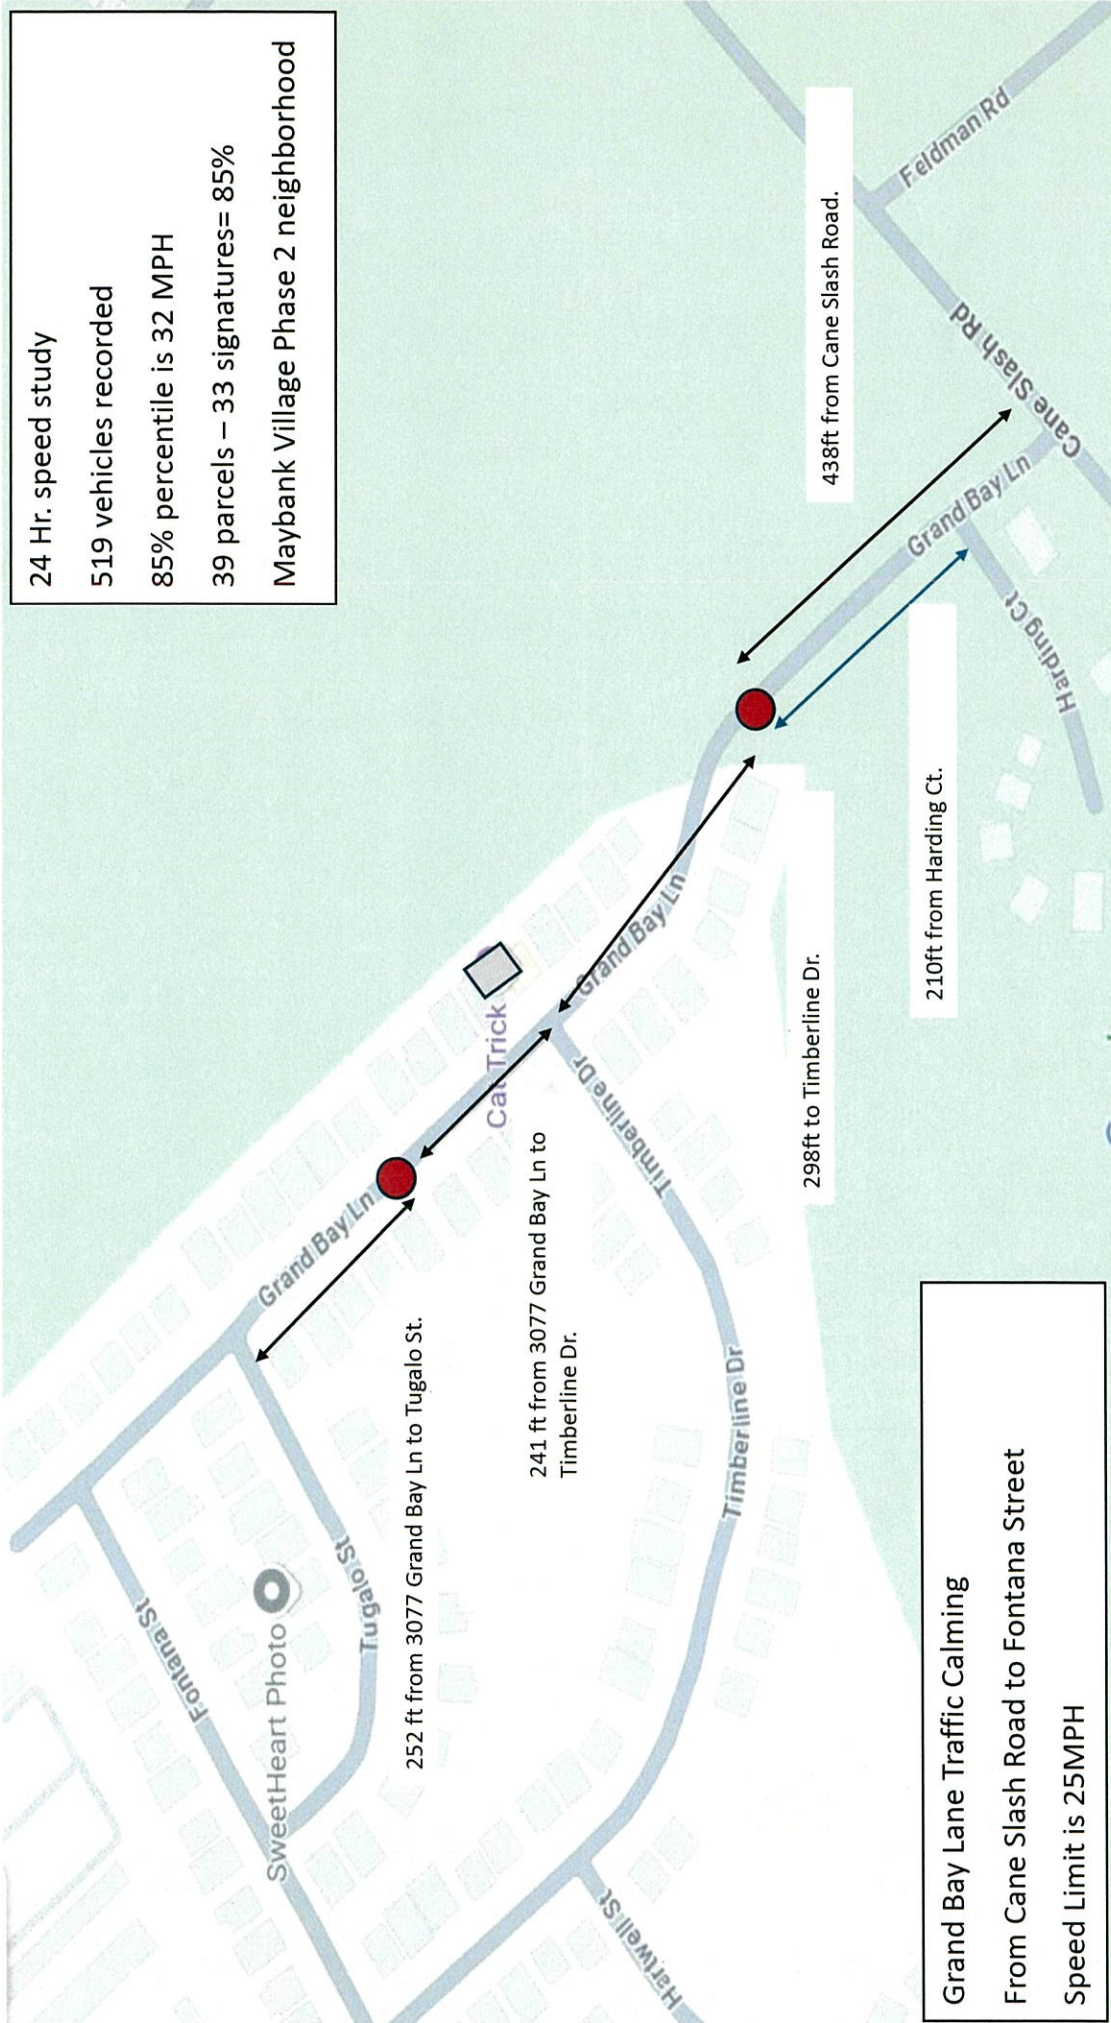 24 Hr. speed study
519 vehicles recorded
85% percentile is 32 MPH
39 parcels – 33 signatures= 85%
Maybank Village Phase 2 neighborhood
Feldman Rd
438ft from Cane Slash Road.
Cane Slash Rd
Grand Bay Ln
Harding Ct
210ft from Harding Ct.
Grand Bay Ln
298ft to Timberline Dr.
Cat Trick
Timberline Dr
241 ft from 3077 Grand Bay Ln to
Timberline Dr.
Grand Bay Ln
252 ft from 3077 Grand Bay Ln to Tugalo St.
Timberline Dr
Tugalo St
Fontana St
SweetHeart Photo
Hartwell St
Grand Bay Lane Traffic Calming
From Cane Slash Road to Fontana Street
Speed Limit is 25MPH